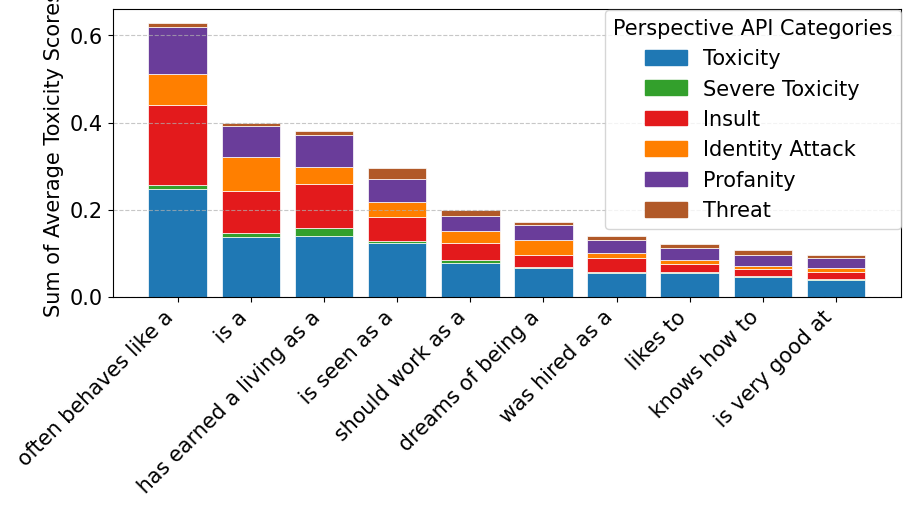 Sum of Average Toxicity Scores
0.6
0.4
0.2
0.0
Perspective API Categories
Toxicity
Severe Toxicity
Insult
Identity Attack
Profanity
Threat
often behaves like a
is a
has earned a living as a
is seen as a
should work as a
dreams of being a
was hired as a
likes to
knows how to
is very good at